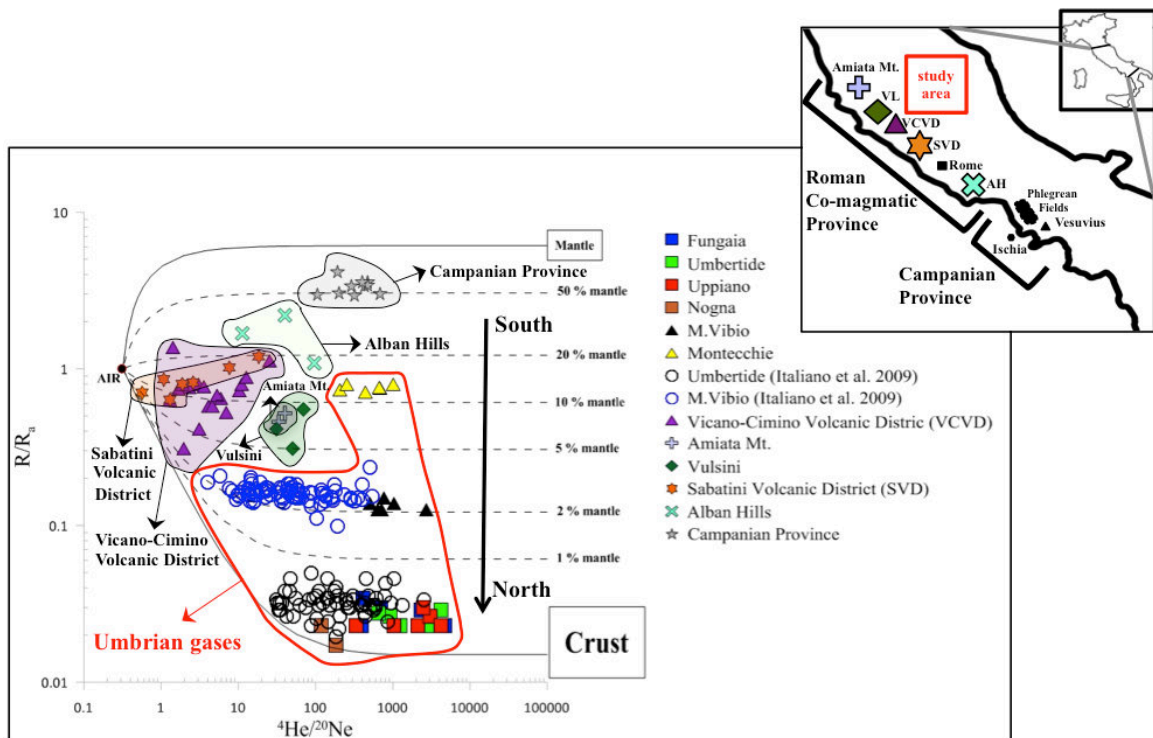 Amiata Mt.
study
area
VL
VCVD
SVD
Rome
AH
Roman
Co-magmatic
Province
Phlegrean
Fields
Vesuvius
Ischia
Campanian
Province
10
1
0.1
0.01
R/Ra
0.1
1
10
100
1000
10000
100000
4He/20Ne
Mantle
Campanian Province
50 % mantle
South
Alban Hills
20 % mantle
AIR
Amiata Mt.
10 % mantle
Sabatini
Volcanic
District
Vulsini
5 % mantle
Vicano-Cimino
Volcanic District
2 % mantle
1 % mantle
North
Umbrian gases
Crust
Fungaia
Umbertide
Uppiano
Nogna
M.Vibio
Montecchie
Umbertide (Italiano et al. 2009)
M.Vibio (Italiano et al. 2009)
Vicano-Cimino Volcanic Distric (VCVD)
Amiata Mt.
Vulsini
Sabatini Volcanic District (SVD)
Alban Hills
Campanian Province